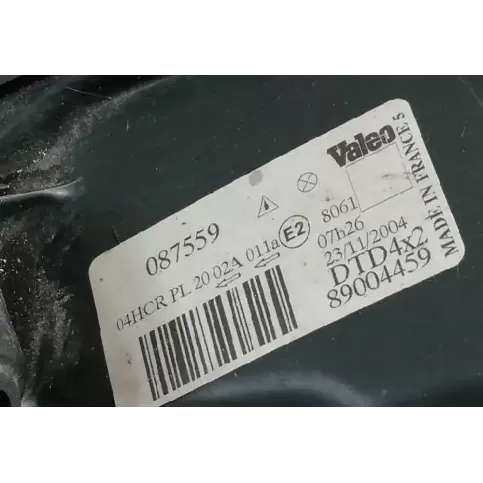 Valeo
MADE IN FRANCE 5
087559
8061
07h26
04HCR PL 20 02A 011a E2
23/11/2004
DTD4x2
89004459